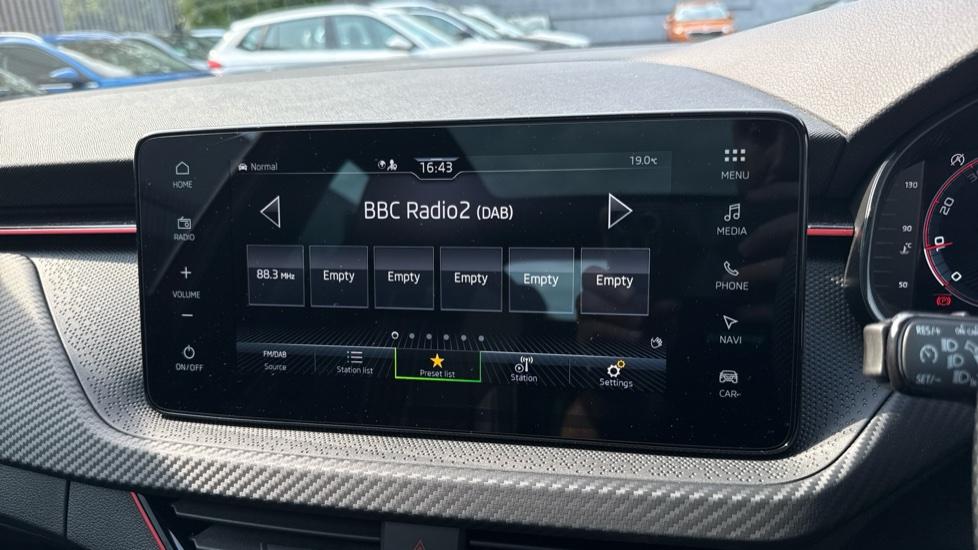 Normal
16:43
19.0°C
HOME
RADIO
+
VOLUME
-
ON/OFF
BBC Radio2 (DAB)
88.3 MHz
Empty
Empty
Empty
Empty
Empty
FM/DAB
Source
Station list
Preset list
Station
Settings
MENU
MEDIA
PHONE
NAVI
CAR
130
90
°C
50
20
0
0
(P)
RES/+
SET/-